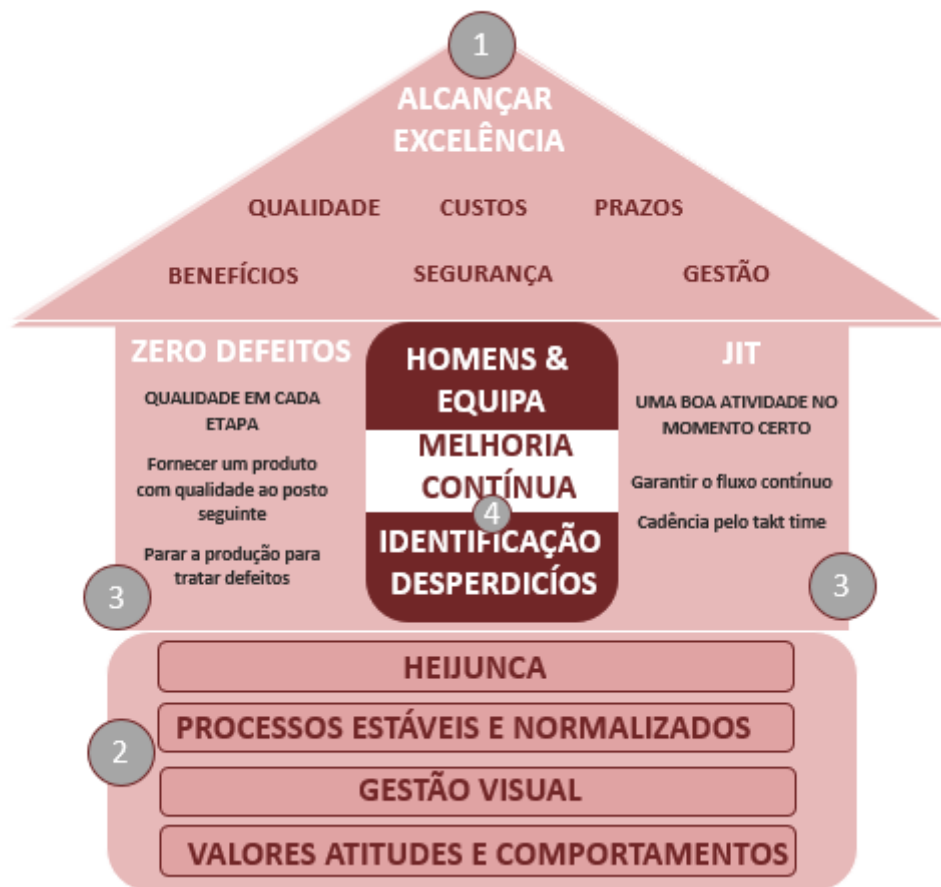 1
ALCANÇAR
EXCELÊNCIA
QUALIDADE CUSTOS PRAZOS
BENEFÍCIOS SEGURANÇA GESTÃO
ZERO DEFEITOS
QUALIDADE EM CADA
ETAPA
Fornecer um produto
com qualidade ao posto
seguinte
Parar a produção para
tratar defeitos
3
HOMENS &
EQUIPA
MELHORIA
CONTÍNUA
4
IDENTIFICAÇÃO
DESPERDICÍOS
JIT
UMA BOA ATIVIDADE NO
MOMENTO CERTO
Garantir o fluxo contínuo
Cadência pelo takt time
3
HEIJUNCA
PROCESSOS ESTÁVEIS E NORMALIZADOS
2
GESTÃO VISUAL
VALORES ATITUDES E COMPORTAMENTOS